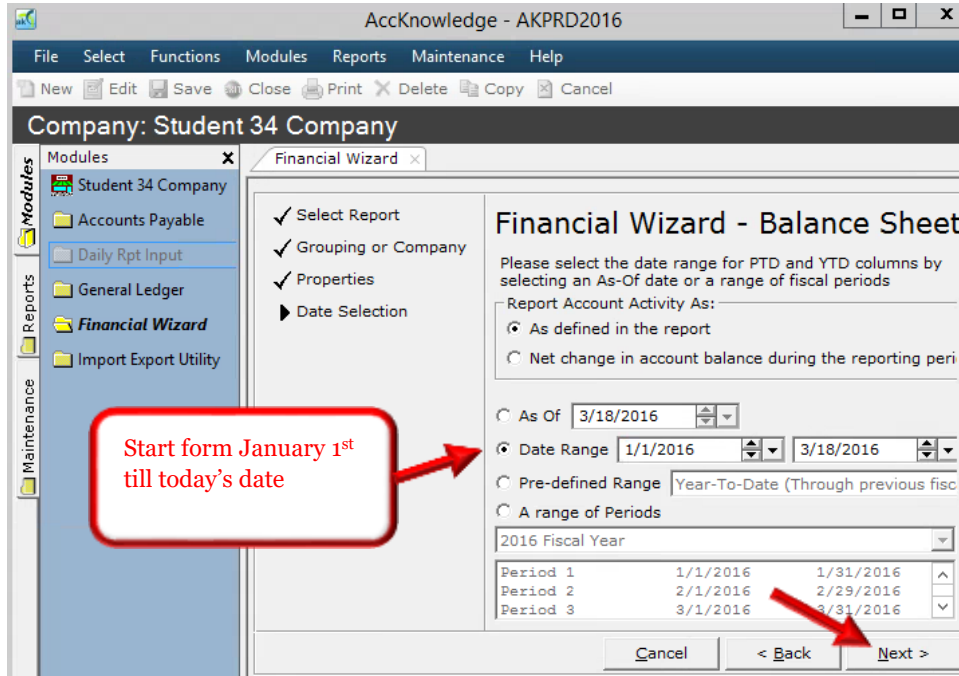 AccKnowledge - AKPRD2016
File Select Functions Modules Reports Maintenance Help
New Edit Save Close Print Delete Copy Cancel
Company: Student 34 Company
Modules
Reports
Maintenance
Modules
Student 34 Company
Accounts Payable
Daily Rpt Input
General Ledger
Financial Wizard
Import Export Utility
Financial Wizard
Select Report
Grouping or Company
Properties
Date Selection
Financial Wizard - Balance Sheet
Please select the date range for PTD and YTD columns by
selecting an As-Of date or a range of fiscal periods
Report Account Activity As:
As defined in the report
Net change in account balance during the reporting peri
As Of 3/18/2016
Date Range 1/1/2016 3/18/2016
Pre-defined Range Year-To-Date (Through previous fisc
A range of Periods
2016 Fiscal Year
Period 1 1/1/2016 1/31/2016
Period 2 2/1/2016 2/29/2016
Period 3 3/1/2016 3/31/2016
Cancel < Back Next >
Start form January 1st
till today's date